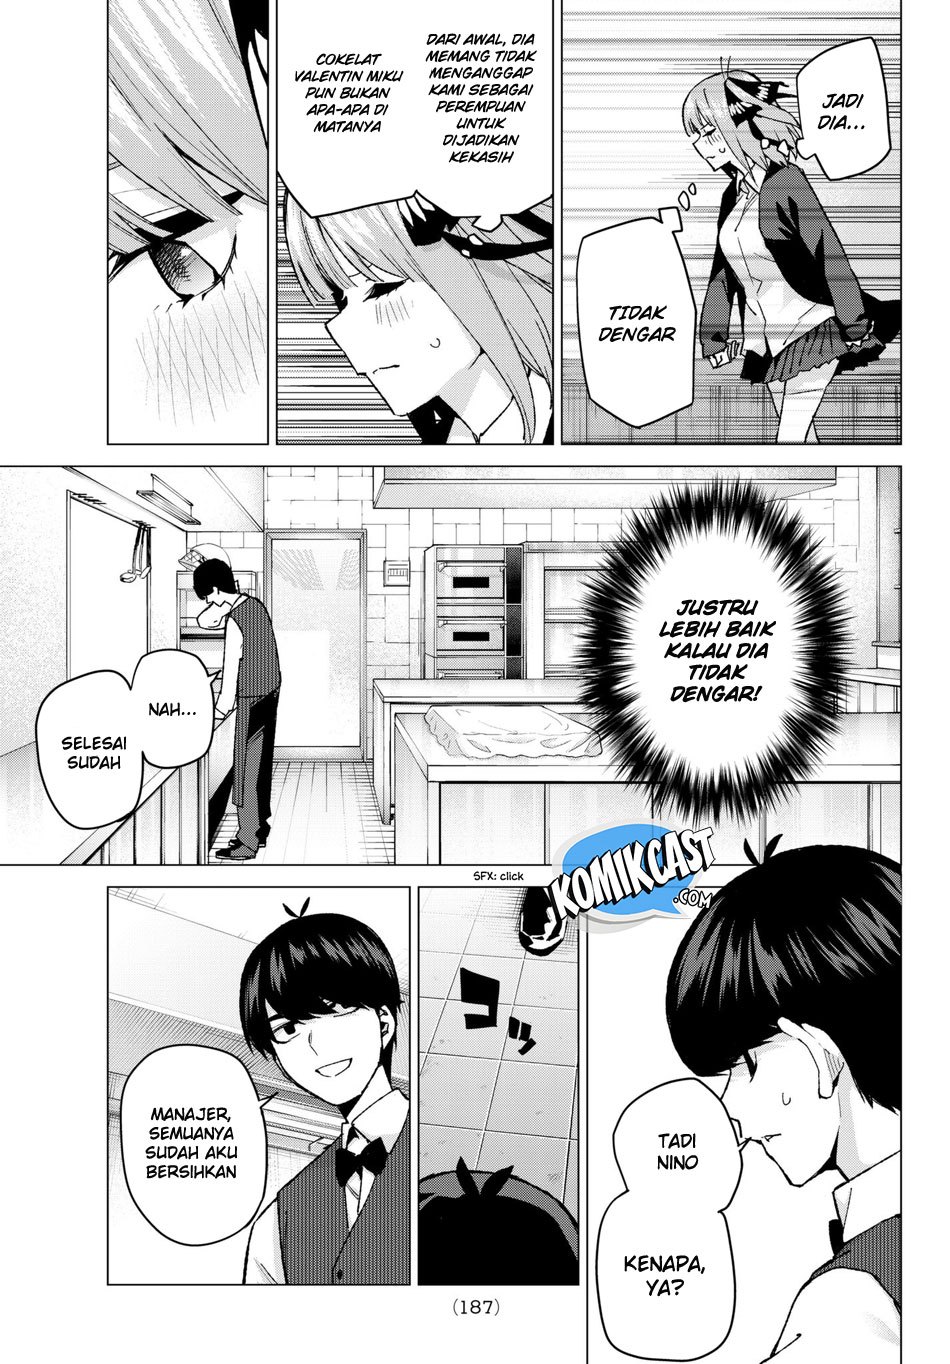 JADI
DIA...
TIDAK
DENGAR
DARI AWAL, DIA
MEMANG TIDAK
MENGANGGAP
KAMI SEBAGAI
PEREMPUAN
UNTUK
DIJADIKAN
KEKASIH
COKELAT
VALENTIN MIKU
PUN BUKAN
APA-APA DI
MATANYA
JUSTRU
LEBIH BAIK
KALAU DIA
TIDAK
DENGAR!
NAH...
SELESAI
SUDAH
SFX: click
KOMIKCAST
.COM
TADI
NINO
KENAPA,
YA?
コッ
MANAJER,
SEMUANYA
SUDAH AKU
BERSIHKAN
(187)